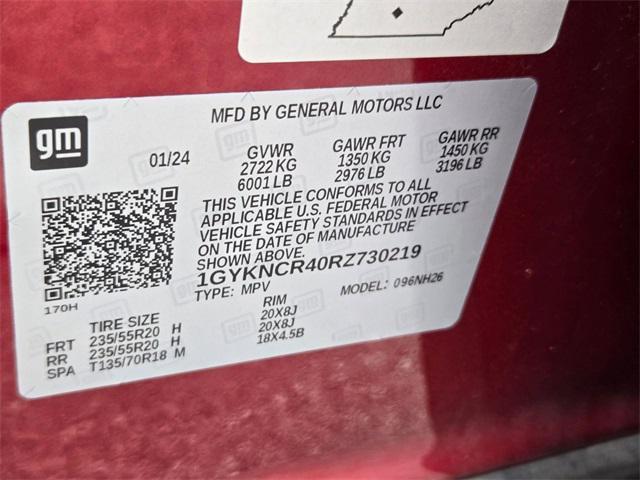 MFD BY GENERAL MOTORS LLC
gm
01/24
GVWR
2722 KG
6001 LB
GAWR FRT
1350 KG
2976 LB
GAWR RR
1450 KG
3196 LB
THIS VEHICLE CONFORMS TO ALL
APPLICABLE U.S. FEDERAL MOTOR
VEHICLE SAFETY STANDARDS IN EFFECT
ON THE DATE OF MANUFACTURE
SHOWN ABOVE.
1GYKNCR40RZ730219
TYPE: MPV
MODEL: 096NH26
170H
TIRE SIZE RIM
FRT 235/55R20 H 20X8J
RR 235/55R20 H 20X8J
SPA T135/70R18 M 18X4.5B